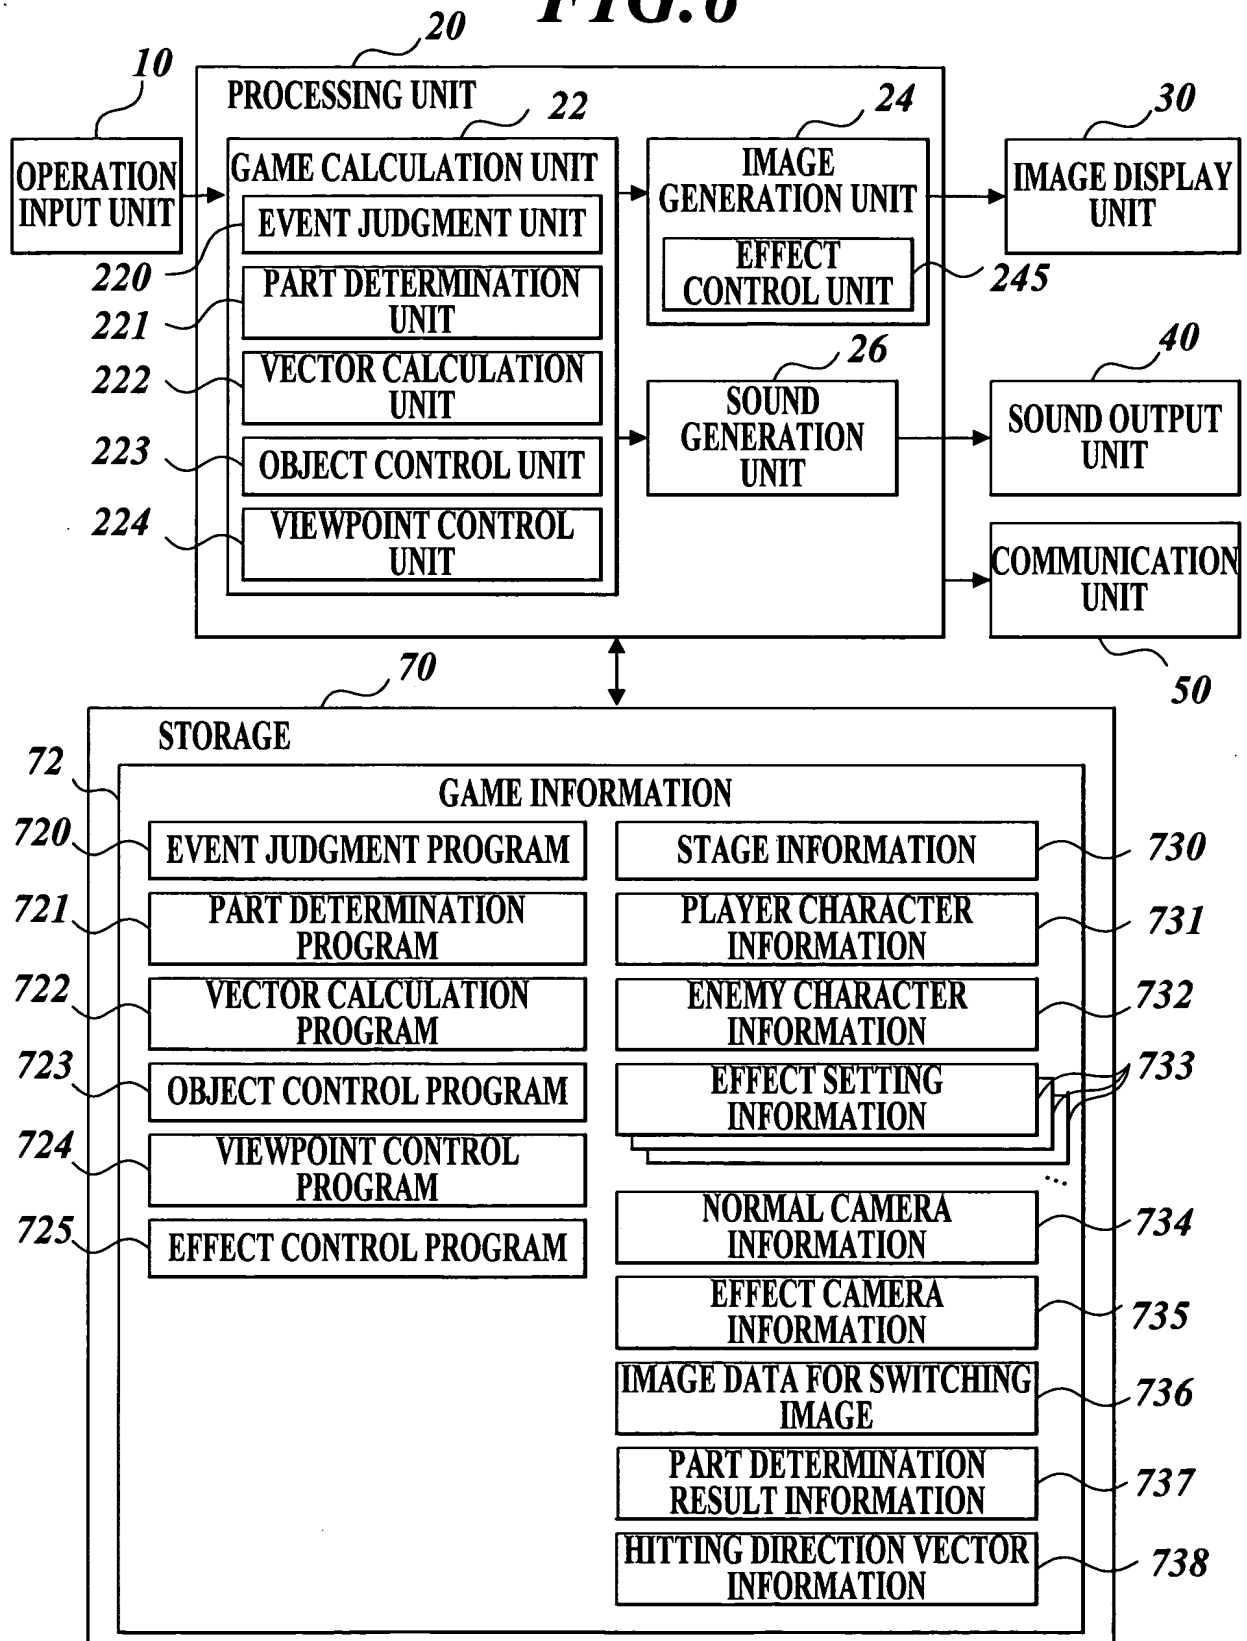 FIG. 6
20
10
PROCESSING UNIT
22
24
30
OPERATION
INPUT UNIT
GAME CALCULATION UNIT
EVENT JUDGMENT UNIT
220
PART DETERMINATION
UNIT
221
VECTOR CALCULATION
UNIT
222
OBJECT CONTROL UNIT
223
VIEWPOINT CONTROL
UNIT
224
IMAGE
GENERATION UNIT
EFFECT
CONTROL UNIT
245
IMAGE DISPLAY
UNIT
26
40
SOUND
GENERATION
UNIT
SOUND OUTPUT
UNIT
COMMUNICATION
UNIT
50
70
STORAGE
72
GAME INFORMATION
720
EVENT JUDGMENT PROGRAM
721
PART DETERMINATION
PROGRAM
722
VECTOR CALCULATION
PROGRAM
723
OBJECT CONTROL PROGRAM
724
VIEWPOINT CONTROL
PROGRAM
725
EFFECT CONTROL PROGRAM
STAGE INFORMATION
730
PLAYER CHARACTER
INFORMATION
731
ENEMY CHARACTER
INFORMATION
732
EFFECT SETTING
INFORMATION
733
...
NORMAL CAMERA
INFORMATION
734
EFFECT CAMERA
INFORMATION
735
IMAGE DATA FOR SWITCHING
IMAGE
736
PART DETERMINATION
RESULT INFORMATION
737
HITTING DIRECTION VECTOR
INFORMATION
738